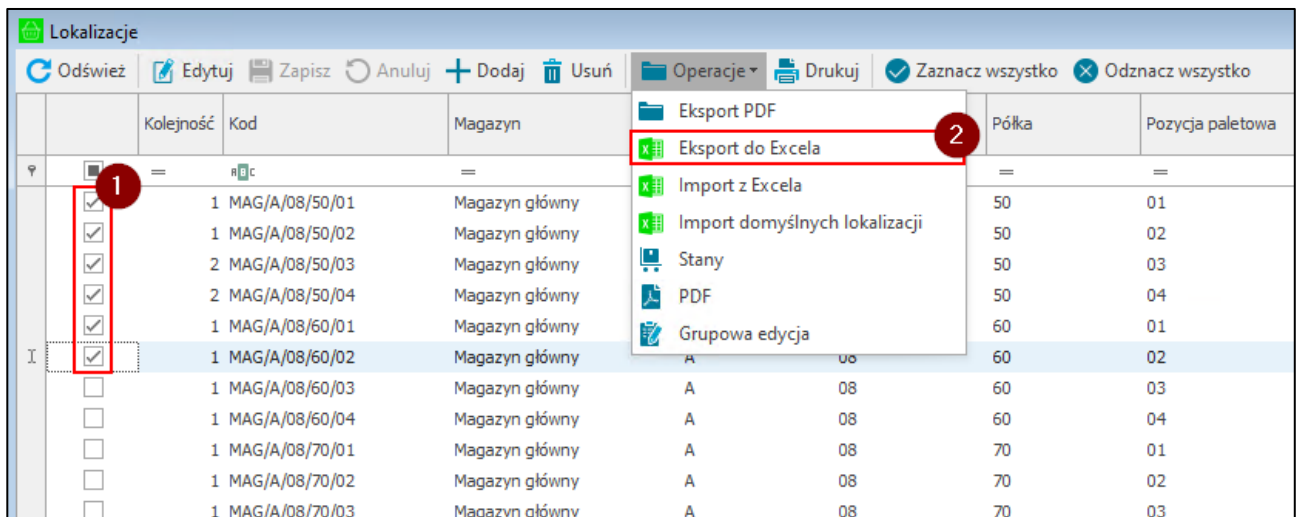 Lokalizacje
Odśwież Edytuj Zapisz Anuluj Dodaj Usuń Operacje Drukuj Zaznacz wszystko Odznacz wszystko
Kolejność Kod Magazyn Półka Pozycja paletowa
Eksport PDF
Eksport do Excela 2
Import z Excela
Import domyślnych lokalizacji
Stany
PDF
Grupowa edycja
= ABC = = =
1
1 MAG/A/08/50/01 Magazyn główny 50 01
1 MAG/A/08/50/02 Magazyn główny 50 02
2 MAG/A/08/50/03 Magazyn główny 50 03
2 MAG/A/08/50/04 Magazyn główny 50 04
1 MAG/A/08/60/01 Magazyn główny 60 01
1 MAG/A/08/60/02 Magazyn główny A 08 60 02
1 MAG/A/08/60/03 Magazyn główny A 08 60 03
1 MAG/A/08/60/04 Magazyn główny A 08 60 04
1 MAG/A/08/70/01 Magazyn główny A 08 70 01
1 MAG/A/08/70/02 Magazyn główny A 08 70 02
1 MAG/A/08/70/03 Magazyn główny A 08 70 03